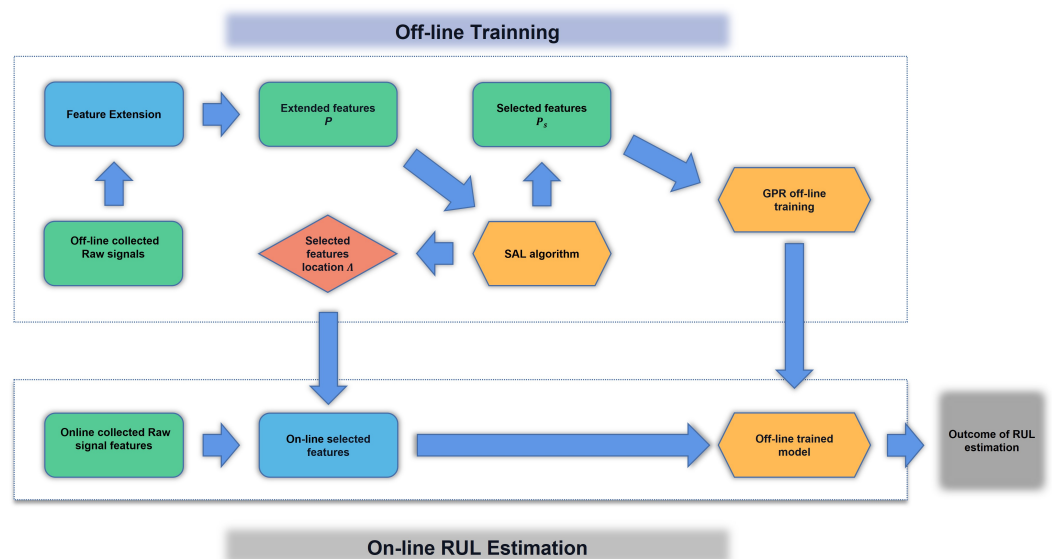 Off-line Trainning
Feature Extension
Extended features
P
Selected features
Pₛ
GPR off-line
training
Off-line collected
Raw signals
Selected
features
location Λ
SAL algorithm
Online collected Raw
signal features
On-line selected
features
Off-line trained
model
Outcome of RUL
estimation
On-line RUL Estimation